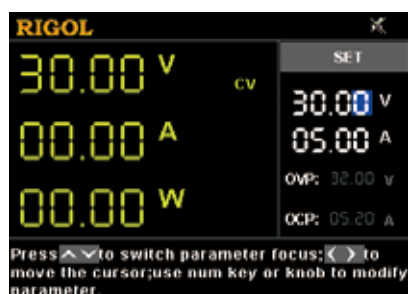 RIGOL
SET
30.00 V
CV
00.00 A
00.00 W
30.00 V
05.00 A
OVP: 32.00 V
OCP: 05.20 A
Press to switch parameter focus; to
move the cursor;use num key or knob to modify
parameter.